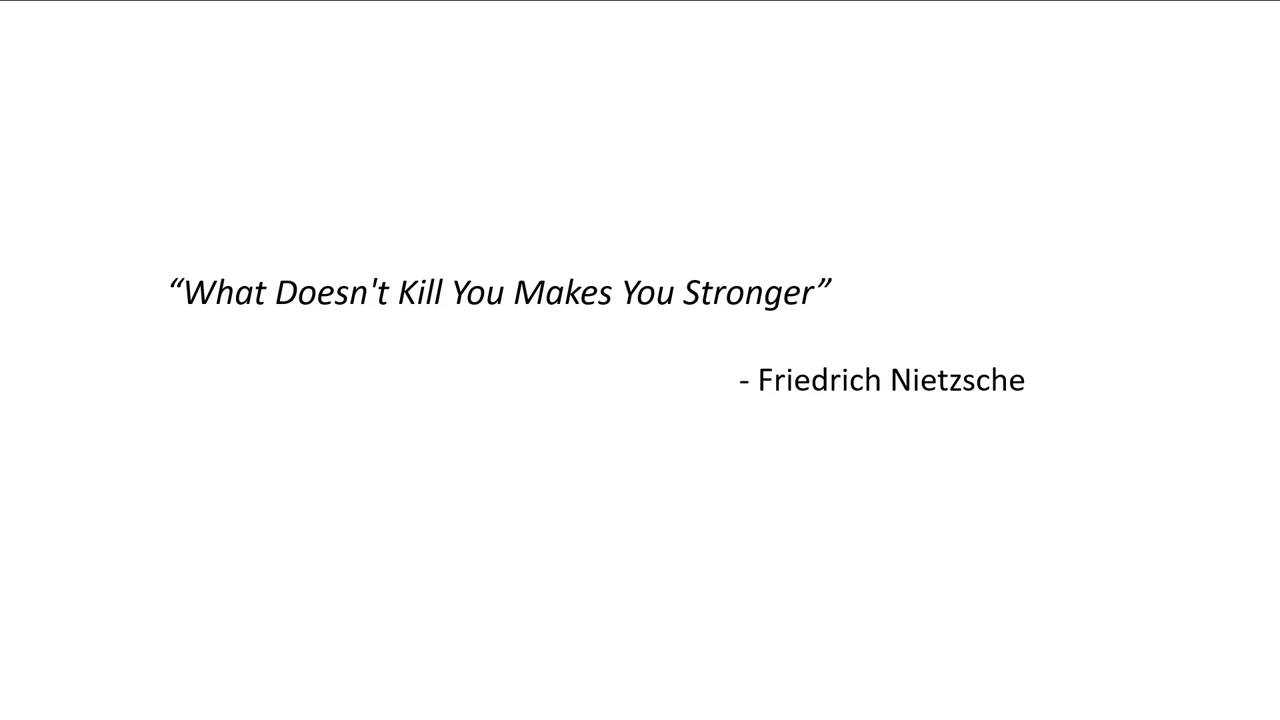 “What Doesn't Kill You Makes You Stronger”
- Friedrich Nietzsche